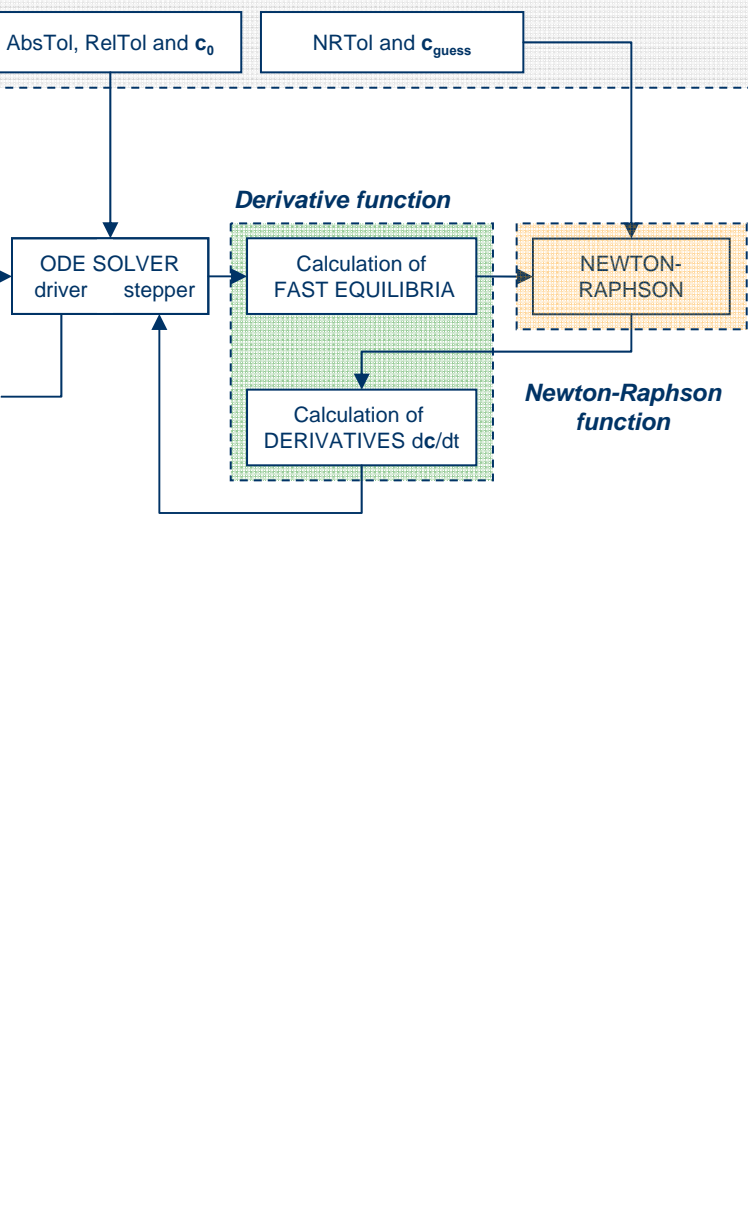 AbsTol, RelTol and c0
NRTol and cguess
Derivative function
ODE SOLVER
driver stepper
Calculation of
FAST EQUILIBRIA
NEWTON-
RAPHSON
Calculation of
DERIVATIVES dc/dt
Newton-Raphson
function